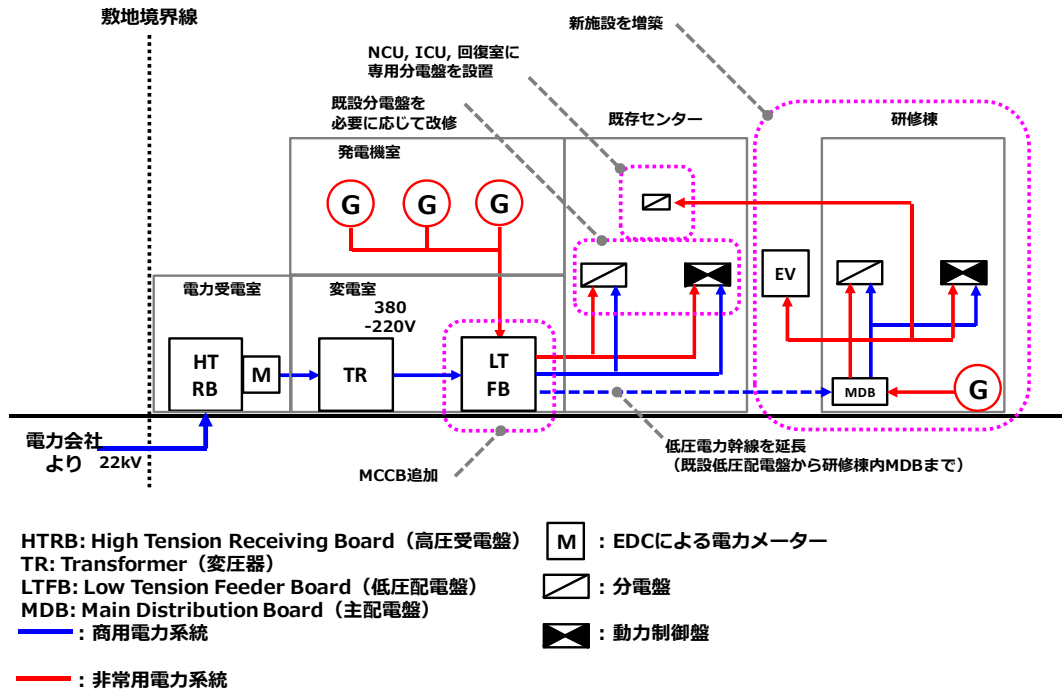 敷地境界線
新施設を増築
NCU, ICU, 回復室に
専用分電盤を設置
既設分電盤を
必要に応じて改修
既存センター
研修棟
発電機室
G
G
G
EV
電力受電室
変電室
380
-220V
HT
RB
M
TR
LT
FB
MDB
G
電力会社
より
22kV
MCCB追加
低圧電力幹線を延長
（既設低圧配電盤から研修棟内MDBまで）
HTRB: High Tension Receiving Board（高圧受電盤）
TR: Transformer（変圧器）
LTFB: Low Tension Feeder Board（低圧配電盤）
MDB: Main Distribution Board（主配電盤）
：商用電力系統
：非常用電力系統
M
：EDCによる電力メーター
：分電盤
：動力制御盤